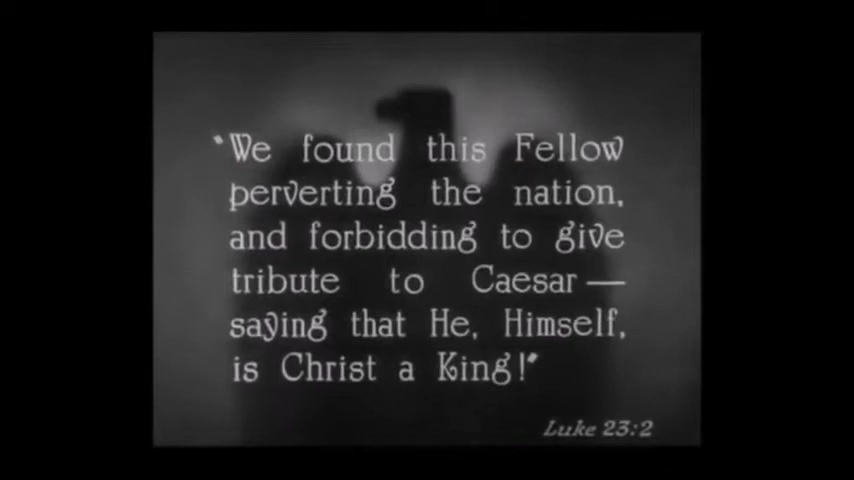 "We found this Fellow
perverting the nation,
and forbidding to give
tribute to Caesar—
saying that He, Himself,
is Christ a King!"
Luke 23:2